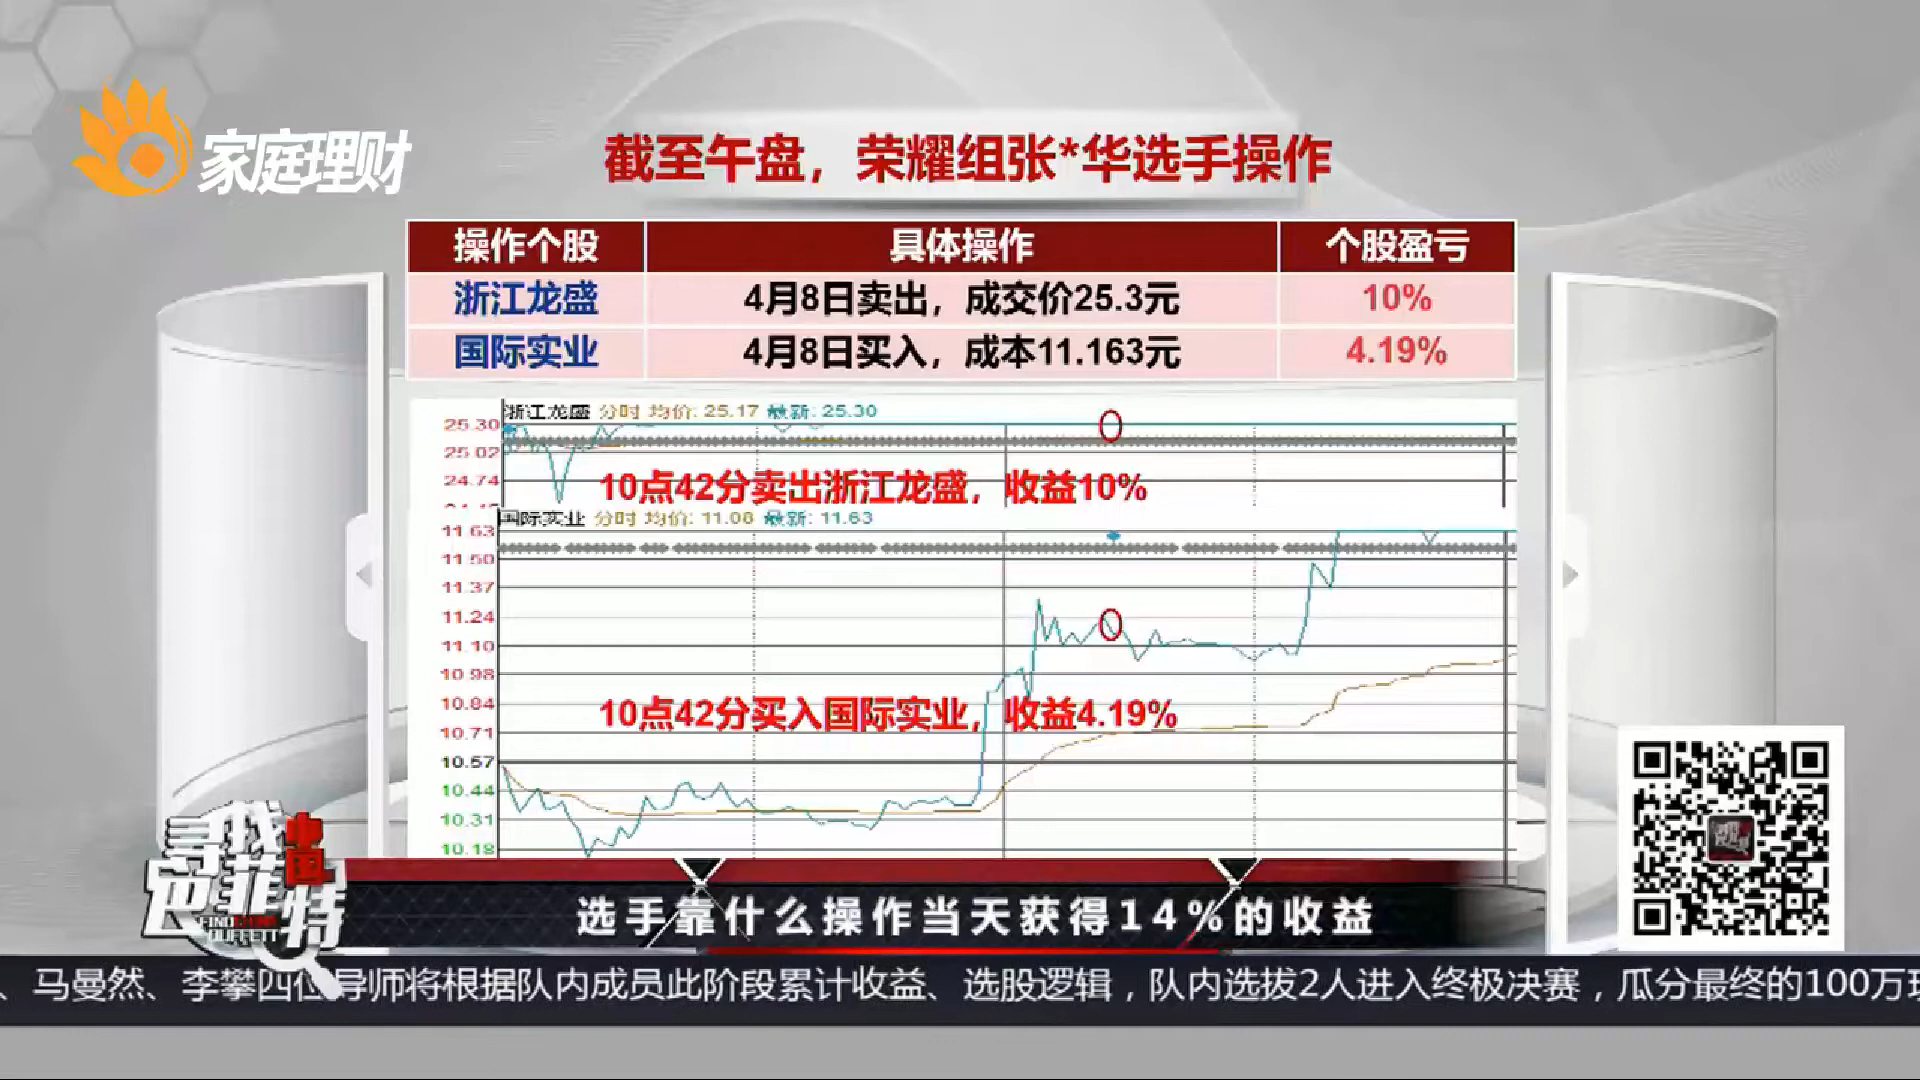 家庭理财
截至午盘，荣耀组张*华选手操作
操作个股 具体操作 个股盈亏
浙江龙盛 4月8日卖出，成交价25.3元 10%
国际实业 4月8日买入，成本11.163元 4.19%
浙江龙盛 分时 均价: 25.17 最新: 25.30
25.30
25.02
24.74
10点42分卖出浙江龙盛，收益10%
国际实业 分时 均价: 11.08 最新: 11.63
11.63
11.50
11.37
11.24
11.10
10.98
10.84
10点42分买入国际实业，收益4.19%
10.71
10.57
10.44
10.31
10.18
寻找中国巴菲特
选手靠什么操作当天获得14%的收益
、马曼然、李攀四位导师将根据队内成员此阶段累计收益、选股逻辑，队内选拔2人进入终极决赛，瓜分最终的100万